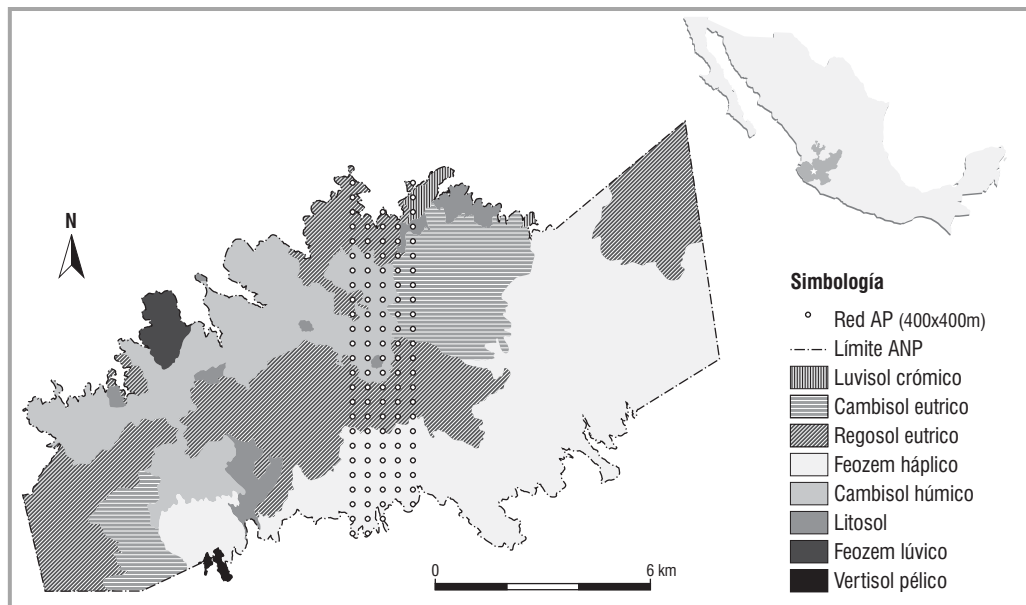 N
Simbología
Red AP (400x400m)
Límite ANP
Luvisol crómico
Cambisol eutrico
Regosol eutrico
Feozem háplico
Cambisol húmico
Litosol
Feozem lúvico
Vertisol pélico
0 6 km